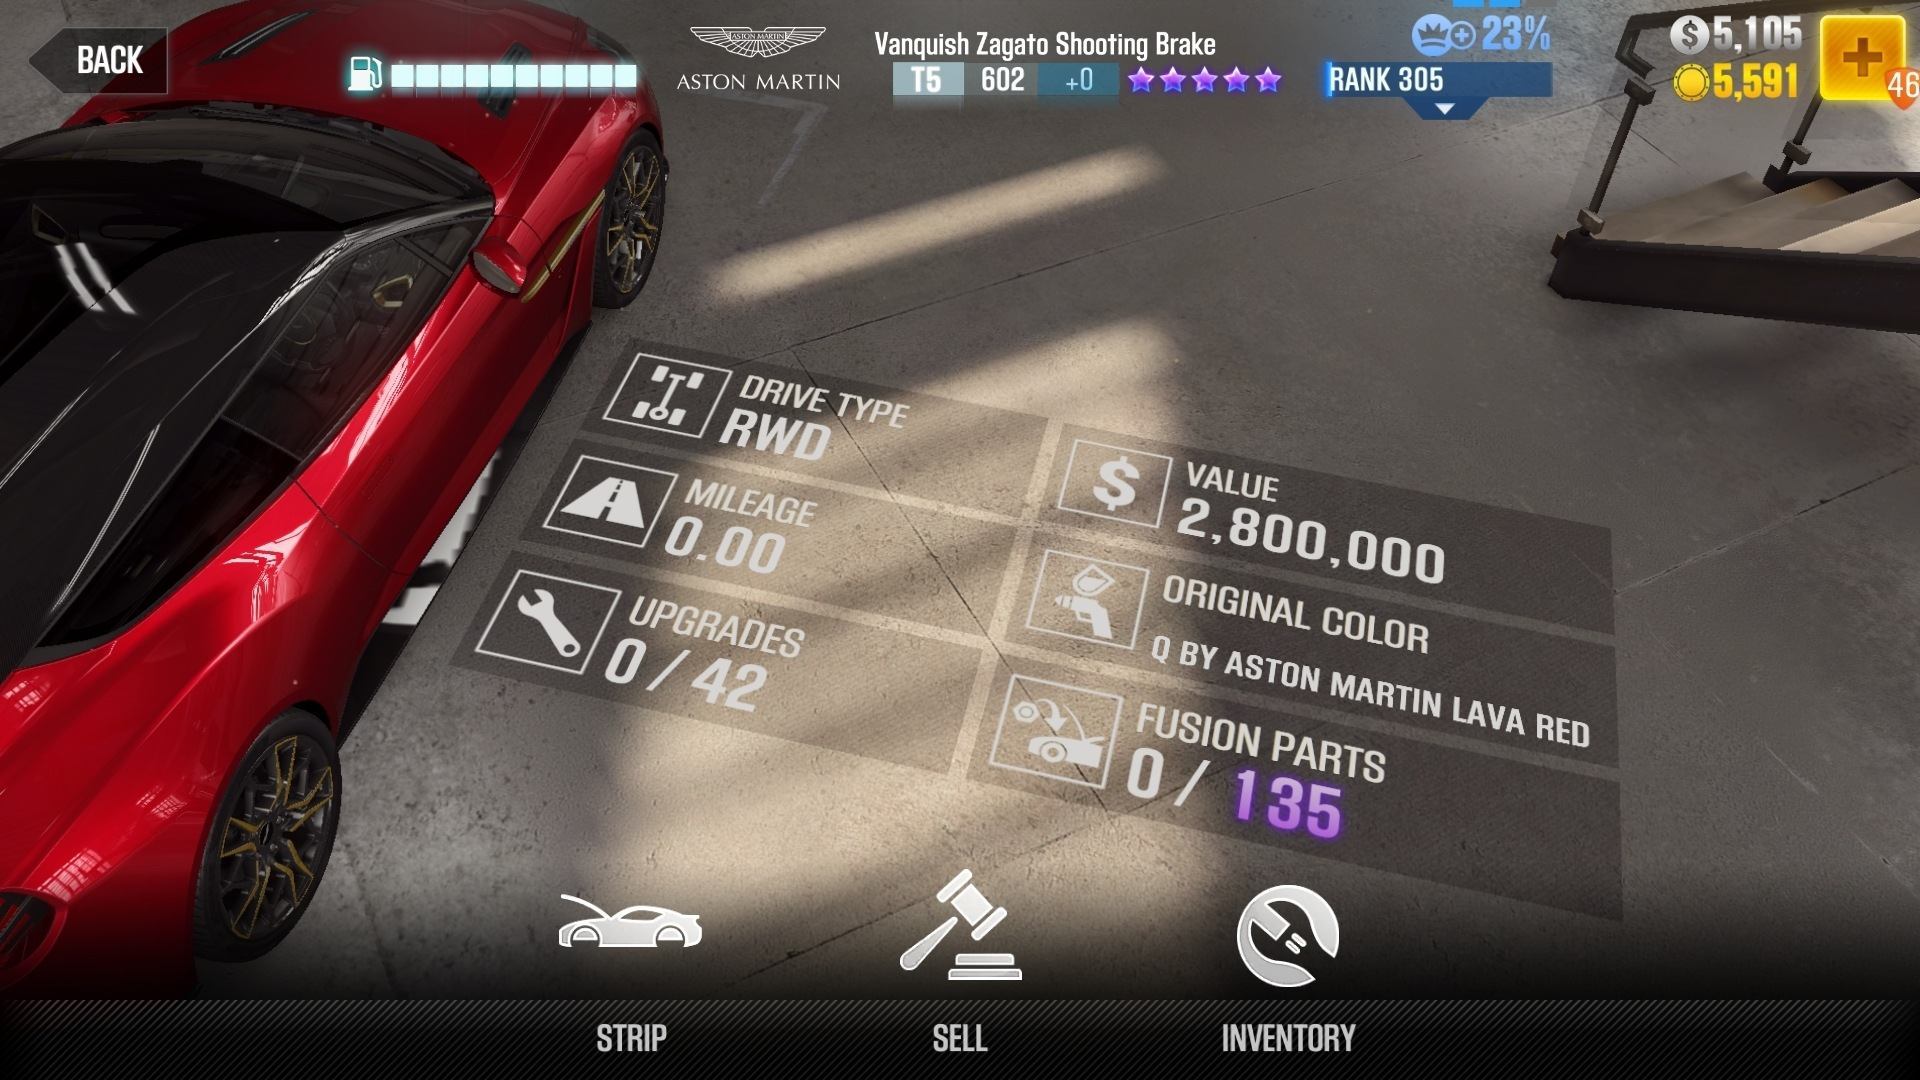 BACK
ASTON MARTIN
ASTON MARTIN
Vanquish Zagato Shooting Brake
T5 602 +0
23%
RANK 305
$ 5,105
5,591
46
DRIVE TYPE
RWD
MILEAGE
0.00
UPGRADES
0 / 42
$ VALUE
2,800,000
ORIGINAL COLOR
Q BY ASTON MARTIN LAVA RED
FUSION PARTS
0 / 135
STRIP
SELL
INVENTORY